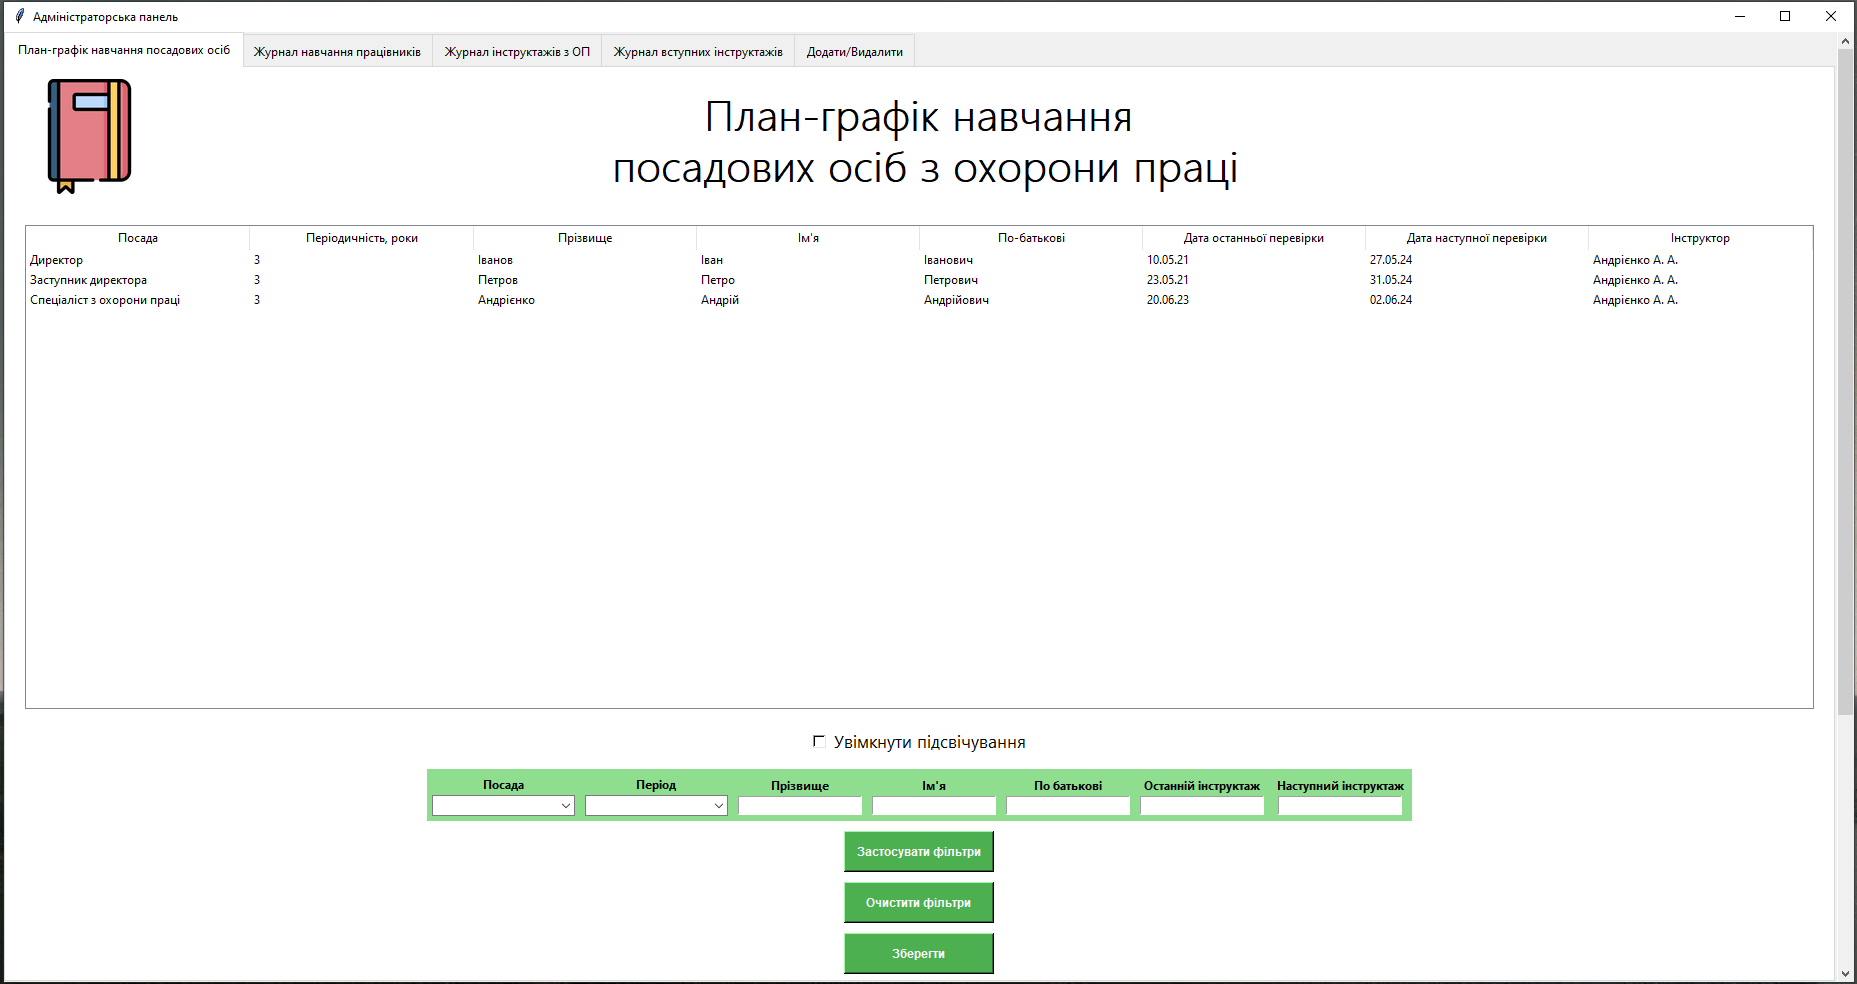 Адміністраторська панель
План-графік навчання посадових осіб
Журнал навчання працівників
Журнал інструктажів з ОП
Журнал вступних інструктажів
Додати/Видалити
План-графік навчання
посадових осіб з охорони праці
Посада Періодичність, роки Прізвище Ім'я По-батькові Дата останньої перевірки Дата наступної перевірки Інструктор
Директор 3 Іванов Іван Іванович 10.05.21 27.05.24 Андрієнко А. А.
Заступник директора 3 Петров Петро Петрович 23.05.21 31.05.24 Андрієнко А. А.
Спеціаліст з охорони праці 3 Андрієнко Андрій Андрійович 20.06.23 02.06.24 Андрієнко А. А.
Увімкнути підсвічування
Посада Період Прізвище Ім'я По батькові Останній інструктаж Наступний інструктаж
Застосувати фільтри
Очистити фільтри
Зберегти